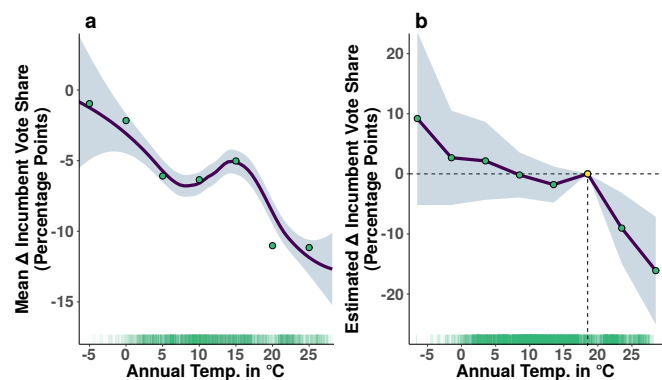 a
Mean Δ Incumbent Vote Share
(Percentage Points)
0
-5
-10
-15
-5 0 5 10 15 20 25
Annual Temp. in °C
b
Estimated Δ Incumbent Vote Share
(Percentage Points)
20
10
0
-10
-20
-5 0 5 10 15 20 25
Annual Temp. in °C